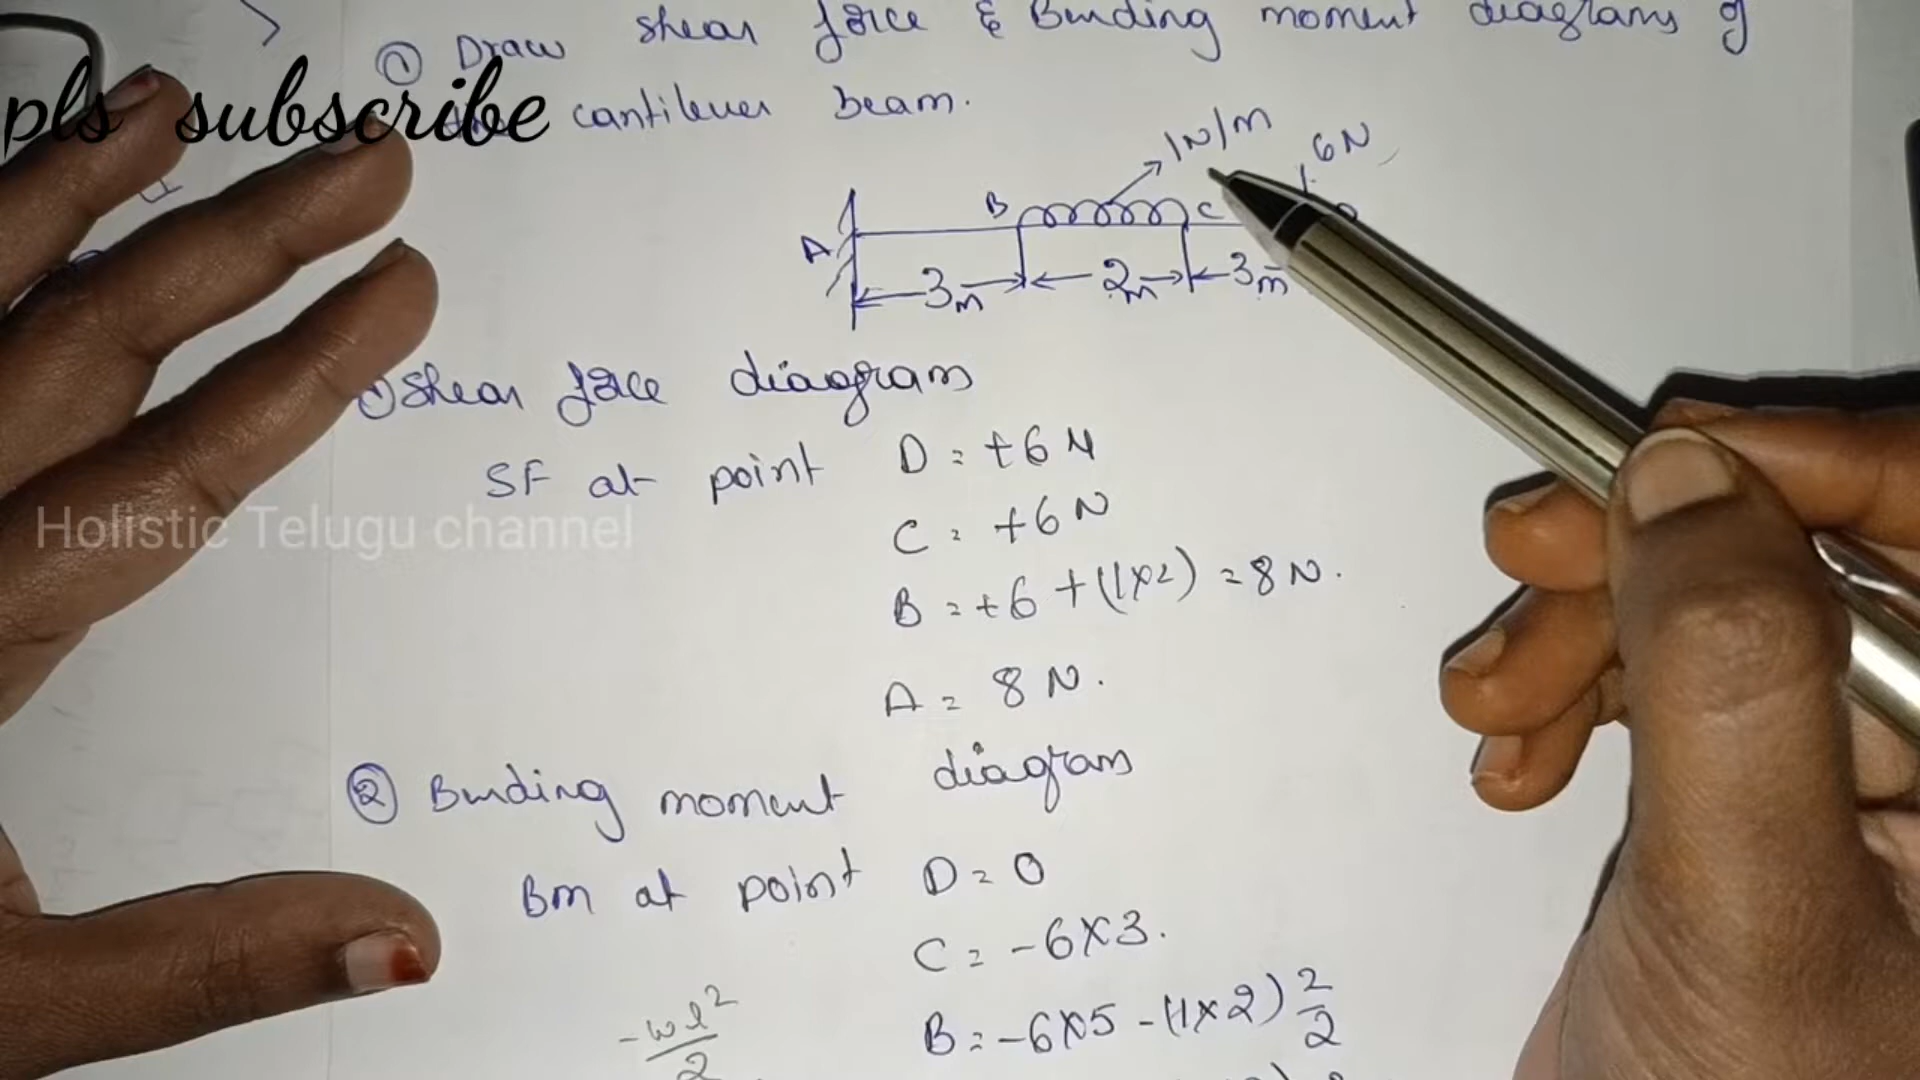 ① Draw shear force & Bending moment diagrams of
pls subscribe
cantilever beam.
1N/m
6N
A
B
C
3m
2m
3m
① Shear force diagram
SF at point D = +6N
Holistic Telugu channel
C = +6N
B = +6 + (1×2) = 8N.
A = 8N.
② Bending moment diagram
BM at point D = 0
C = -6×3.
B = -6×5 - (1×2) 2/2
-wl²/2